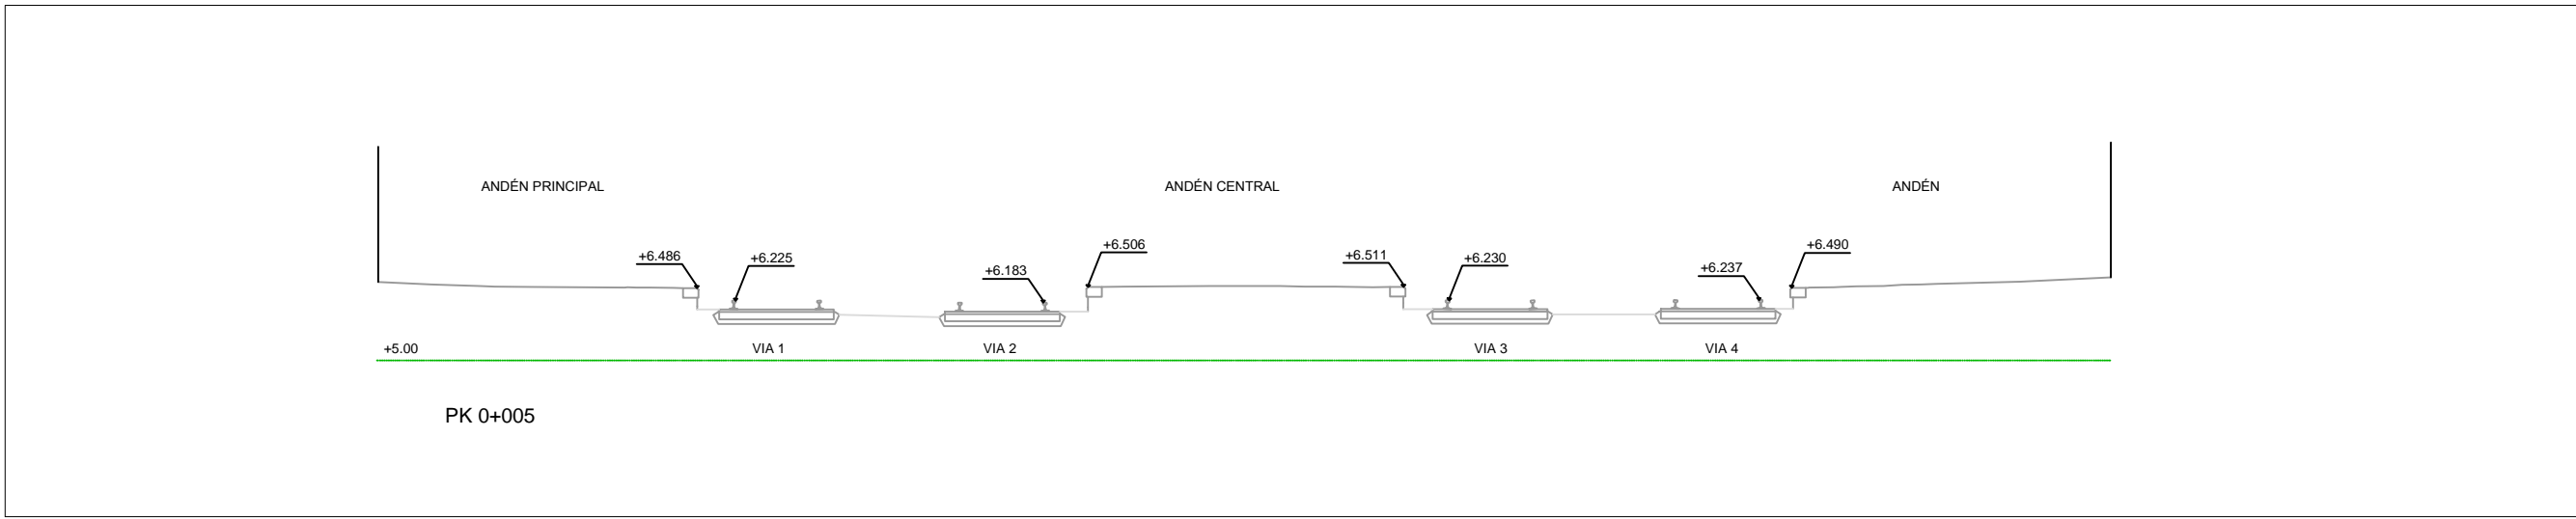 ANDÉN PRINCIPAL ANDÉN CENTRAL ANDÉN
+6.486 +6.225 +6.183 +6.506 +6.511 +6.230 +6.237 +6.490
+5.00 VIA 1 VIA 2 VIA 3 VIA 4
PK 0+005